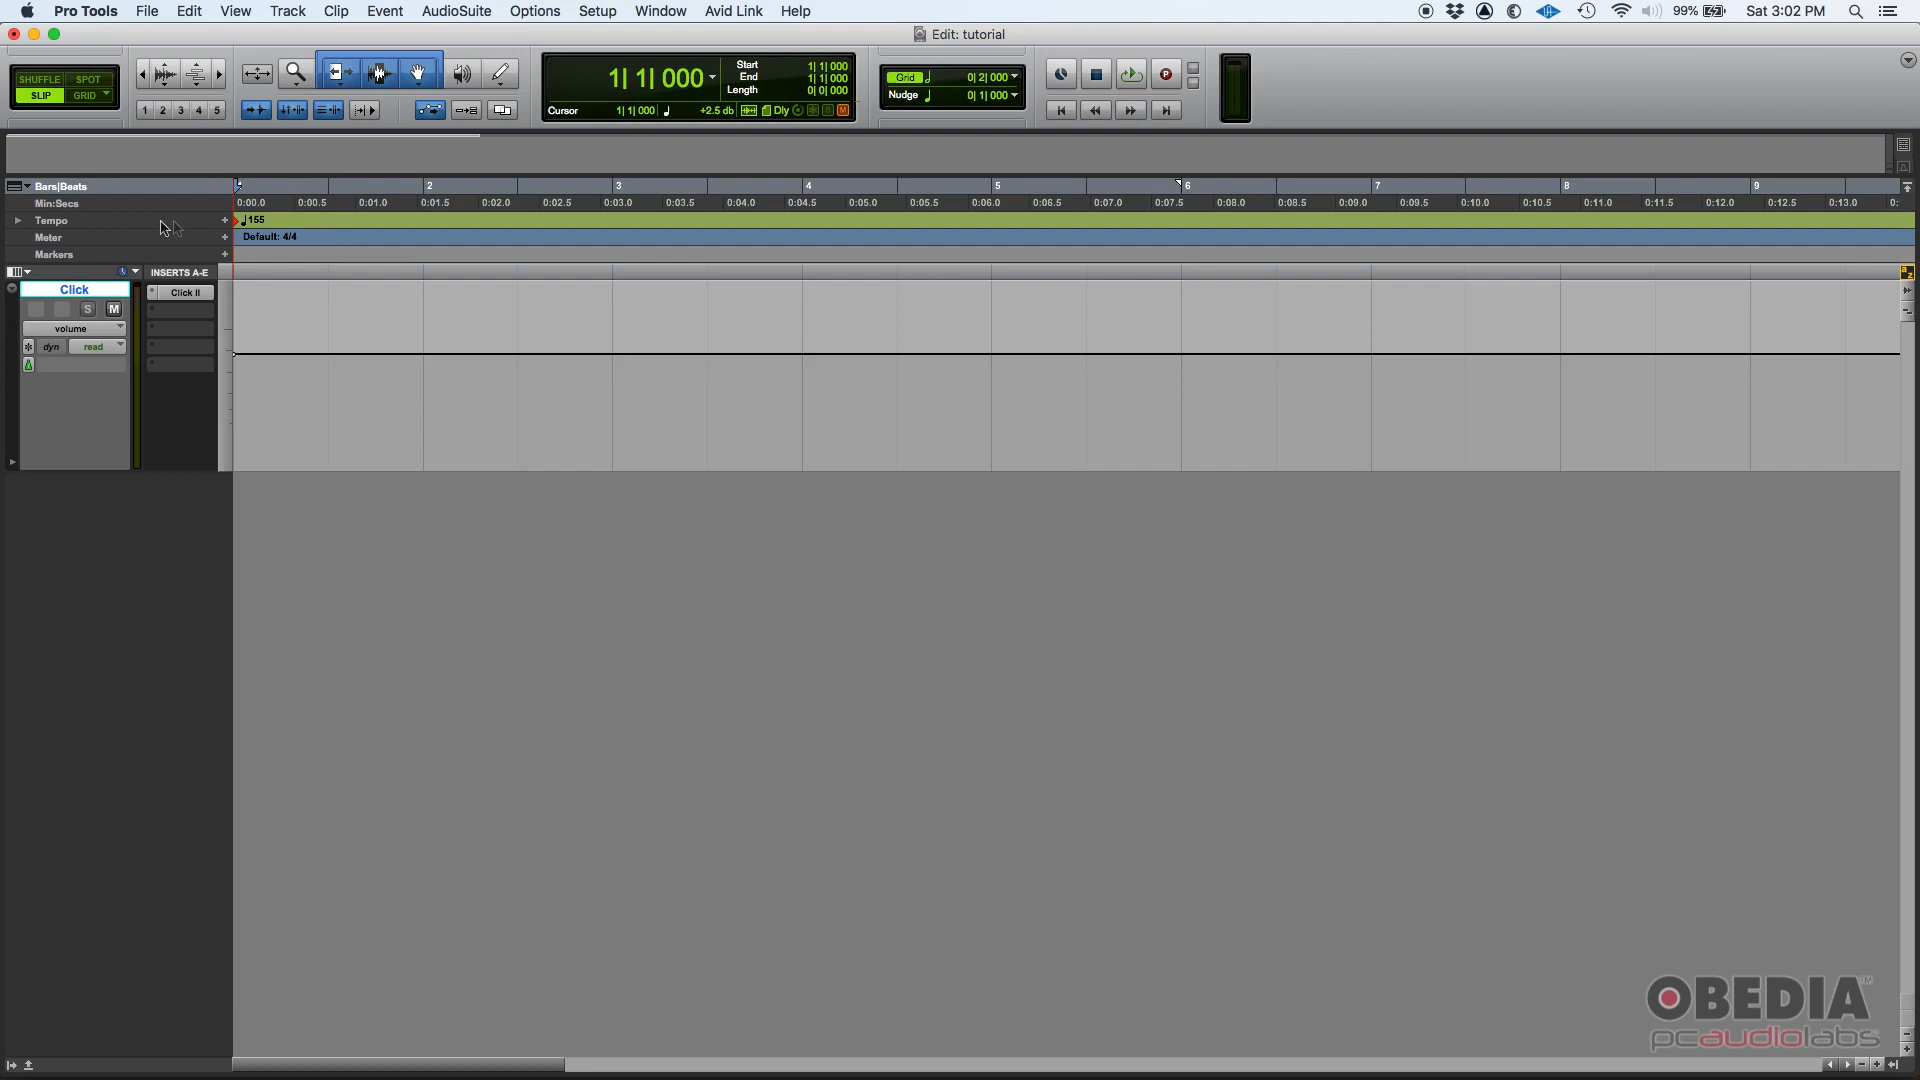 Pro Tools File Edit View Track Clip Event AudioSuite Options Setup Window Avid Link Help 99% Sat 3:02 PM
Edit: tutorial
SHUFFLE SPOT
SLIP GRID
1 2 3 4 5
1| 1| 000
Start 1| 1| 000
End 1| 1| 000
Length 0| 0| 000
Cursor 1| 1| 000 +2.5 db Dly
Grid 0| 2| 000
Nudge 0| 1| 000
Bars|Beats 2 3 4 5 6 7 8 9
Min:Secs 0:00.0 0:00.5 0:01.0 0:01.5 0:02.0 0:02.5 0:03.0 0:03.5 0:04.0 0:04.5 0:05.0 0:05.5 0:06.0 0:06.5 0:07.0 0:07.5 0:08.0 0:08.5 0:09.0 0:09.5 0:10.0 0:10.5 0:11.0 0:11.5 0:12.0 0:12.5 0:13.0 0:
Tempo + 155
Meter + Default: 4/4
Markers +
INSERTS A-E
Click Click II
S M
volume
dyn read
OBEDIA™
pcaudiolabs